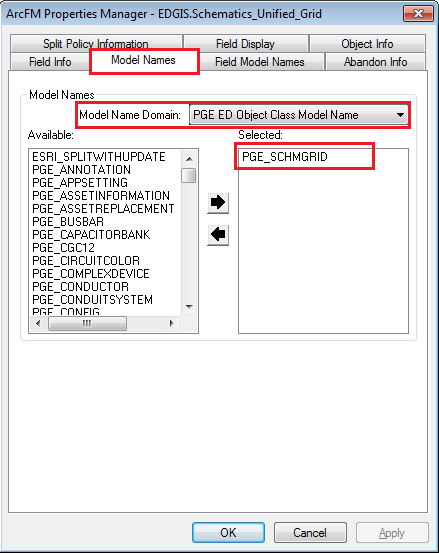 ArcFM Properties Manager - EDGIS.Schematics_Unified_Grid
Split Policy Information Field Display Object Info
Field Info Model Names Field Model Names Abandon Info
Model Names
Model Name Domain: PGE ED Object Class Model Name
Available: Selected:
ESRI_SPLITWITHUPDATE PGE_SCHMGRID
PGE_ANNOTATION
PGE_APPSETTING
PGE_ASSETINFORMATION
PGE_ASSETREPLACEMENT
PGE_BUSBAR
PGE_CAPACITORBANK
PGE_CGC12
PGE_CIRCUITCOLOR
PGE_COMPLEXDEVICE
PGE_CONDUCTOR
PGE_CONDUITSYSTEM
PGE_CONFIG
OK Cancel Apply